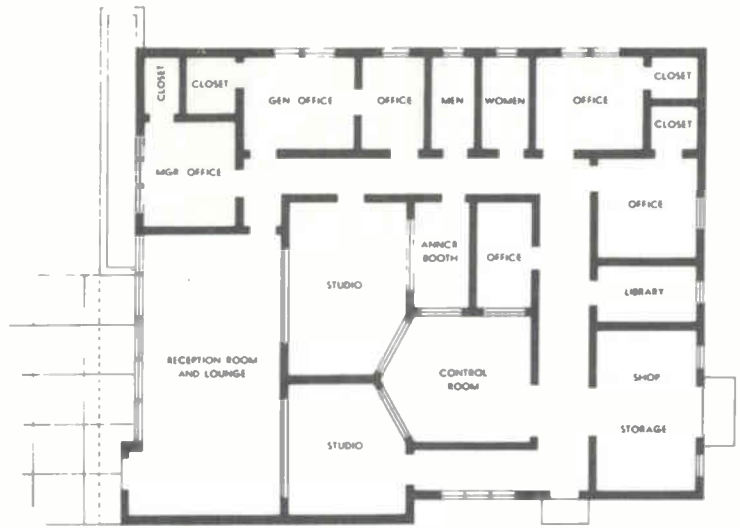 CLOSET
CLOSET
GEN OFFICE
OFFICE
MEN
WOMEN
OFFICE
CLOSET
CLOSET
MGR OFFICE
OFFICE
ANNCR
BOOTH
OFFICE
STUDIO
LIBRARY
RECEPTION ROOM
AND LOUNGE
CONTROL
ROOM
SHOP
STORAGE
STUDIO